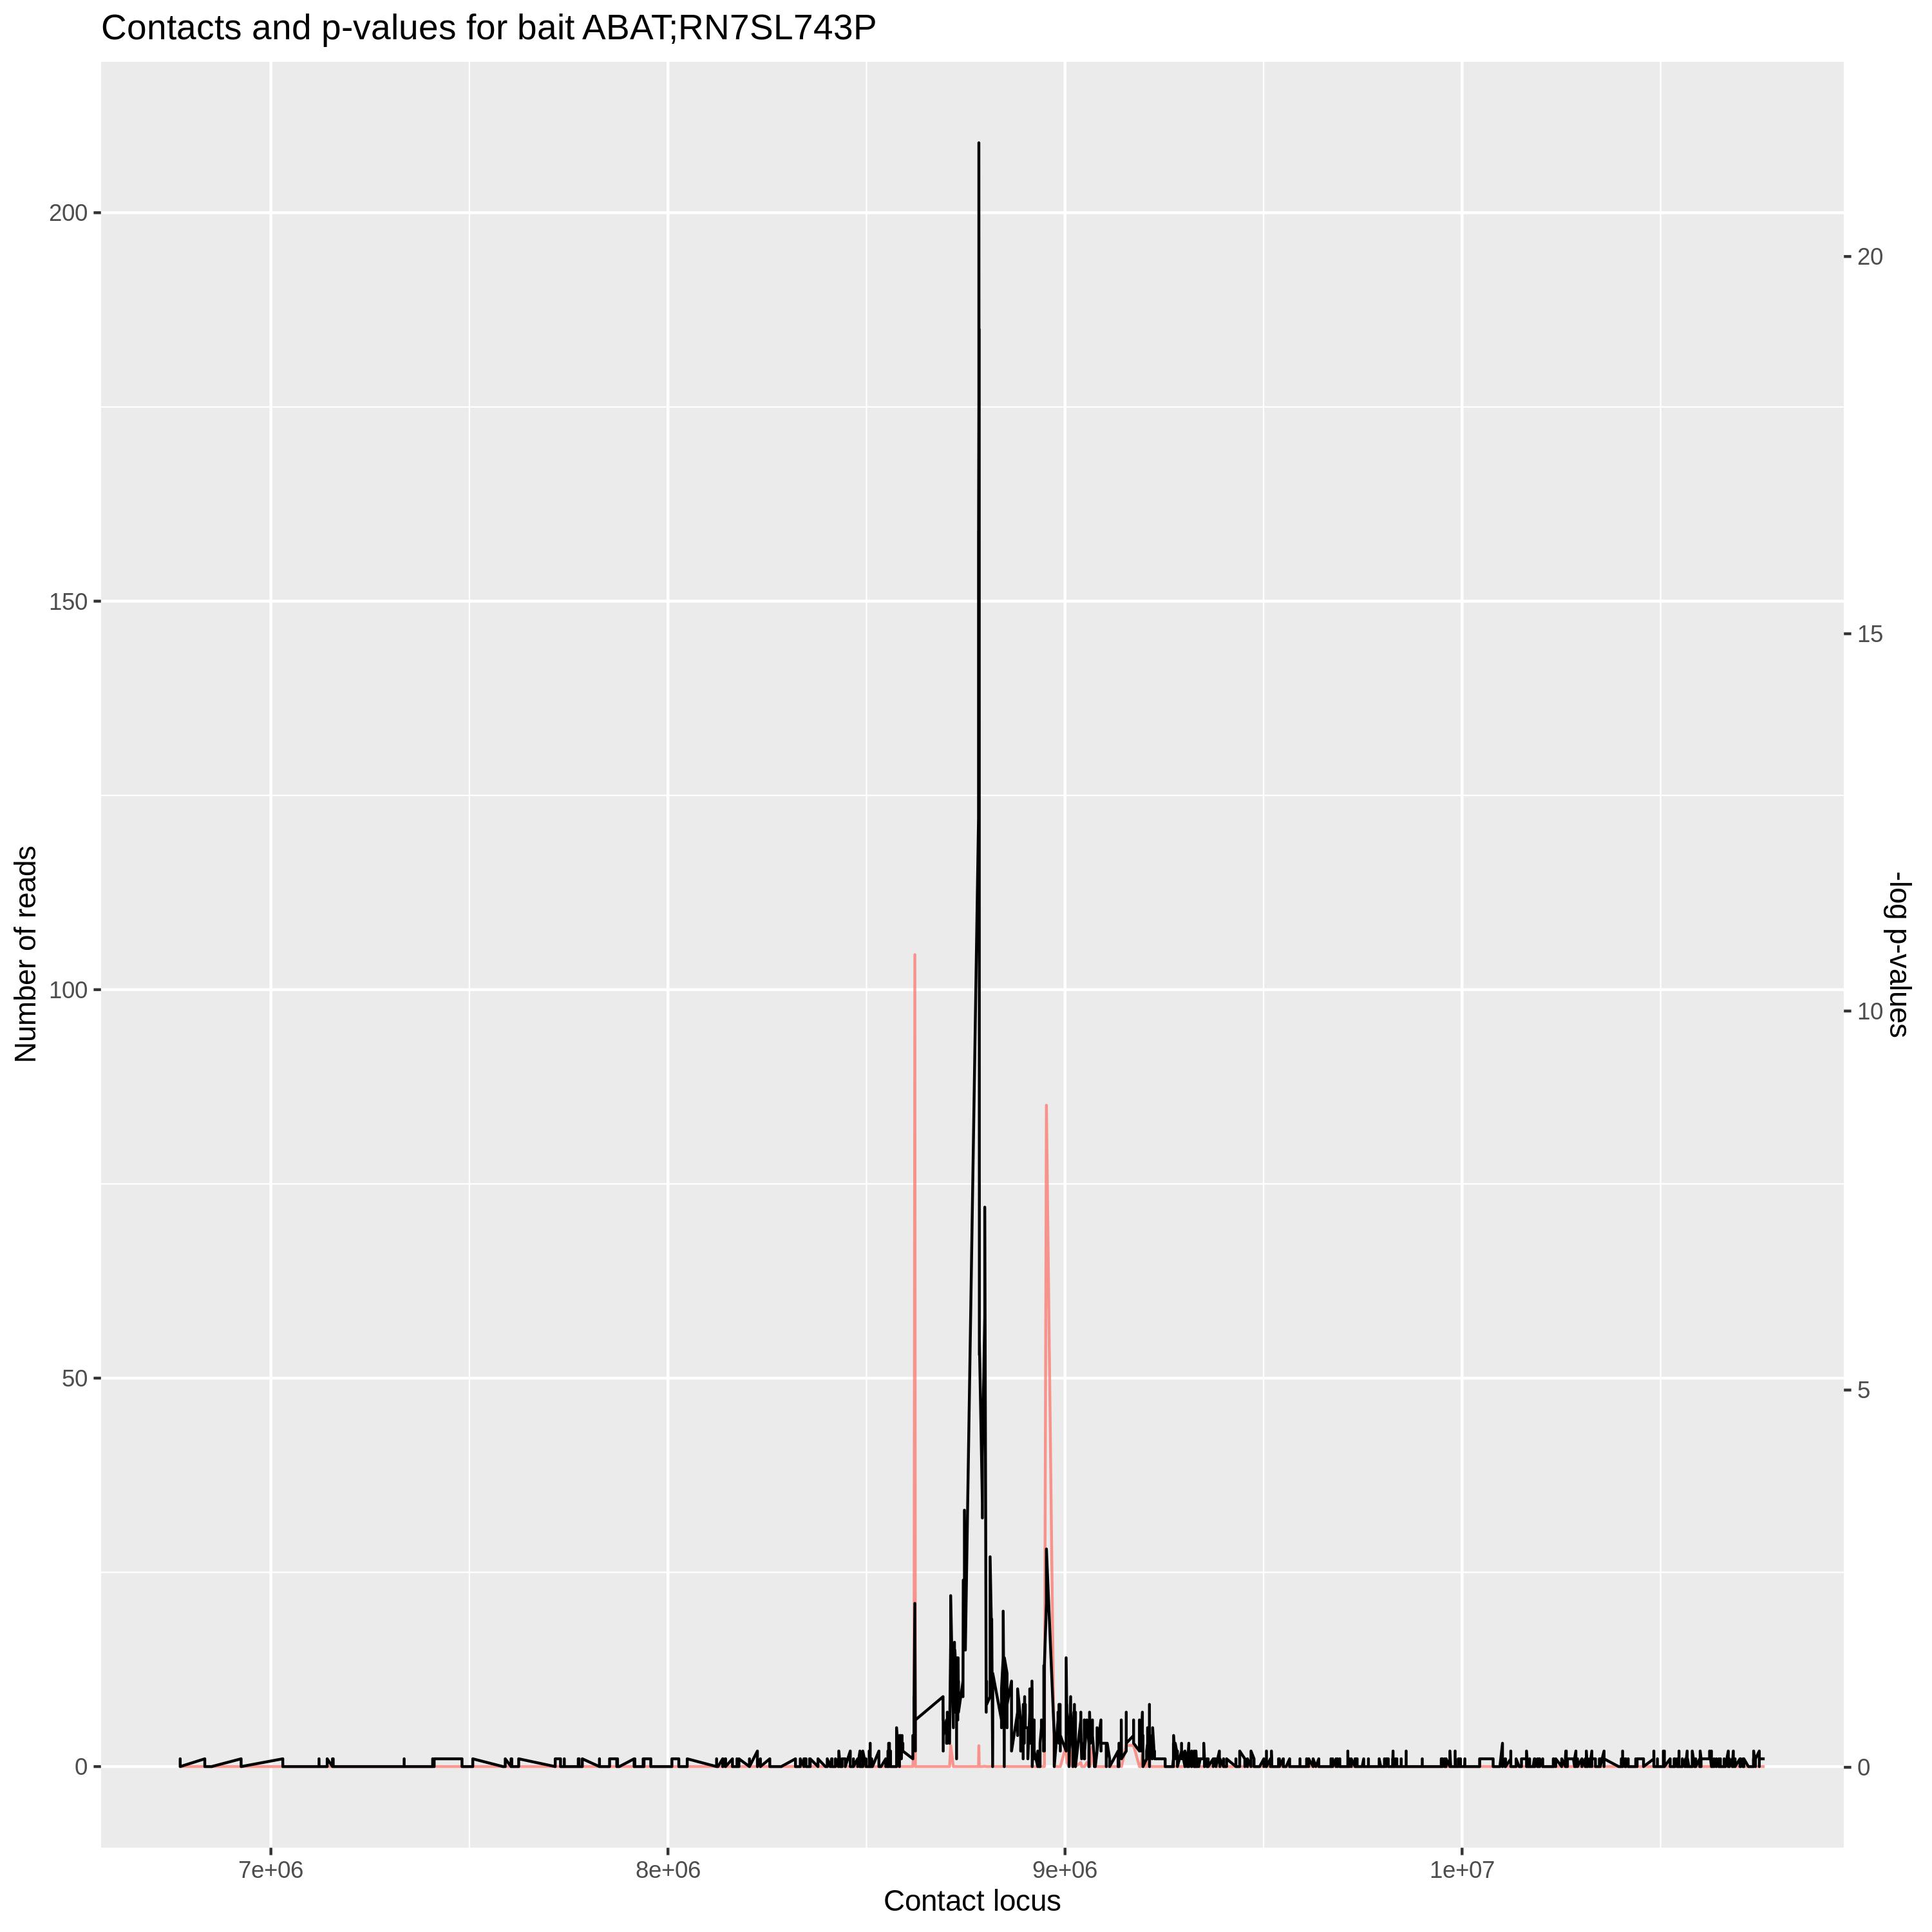 Contacts and p-values for bait ABAT;RN7SL743P
200
150
100
50
0
20
15
10
5
0
Number of reads
-log p-values
7e+06
8e+06
9e+06
1e+07
Contact locus